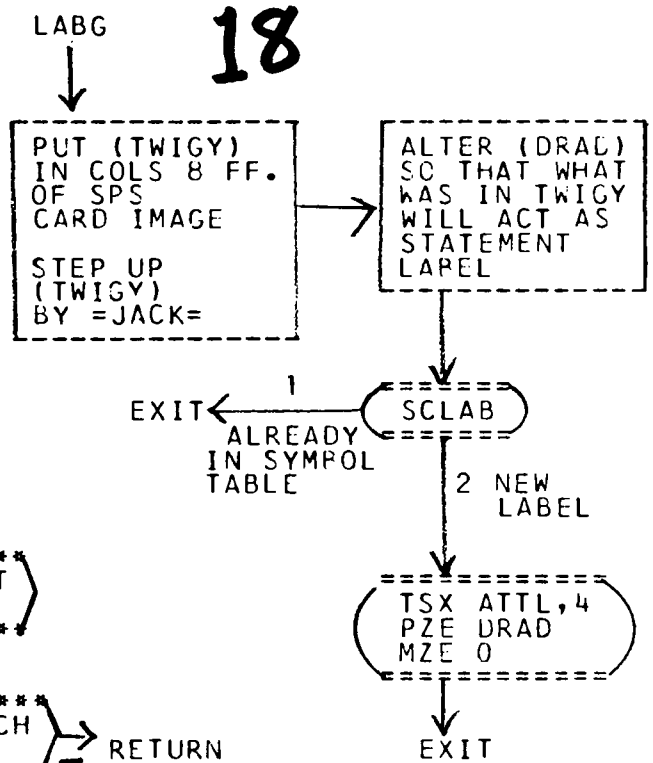 LABG
18
PUT (TWIGY)
IN COLS 8 FF.
OF SPS
CARD IMAGE
STEP UP
(TWIGY)
BY =JACK=
ALTER (DRAD)
SO THAT WHAT
WAS IN TWIGY
WILL ACT AS
STATEMENT
LABEL
SCLAB
1
EXIT
ALREADY
IN SYMBOL
TABLE
2 NEW
LABEL
TSX ATTL,4
PZE DRAD
MZE 0
EXIT
T
CH
RETURN